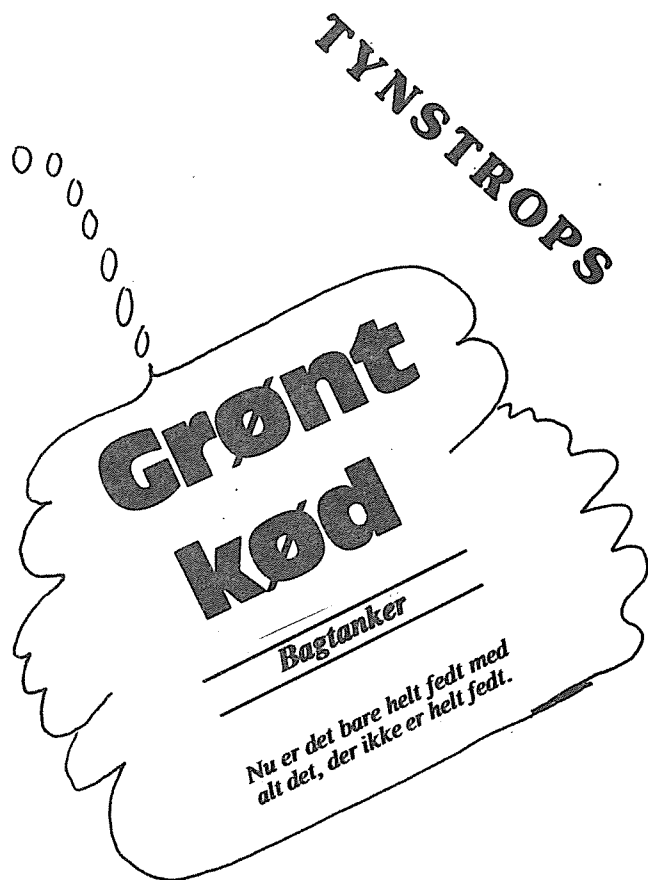 TYNSTROPS
Grønt
kød
Bagtanker
Nu er det bare helt fedt med
alt det, der ikke er helt fedt.